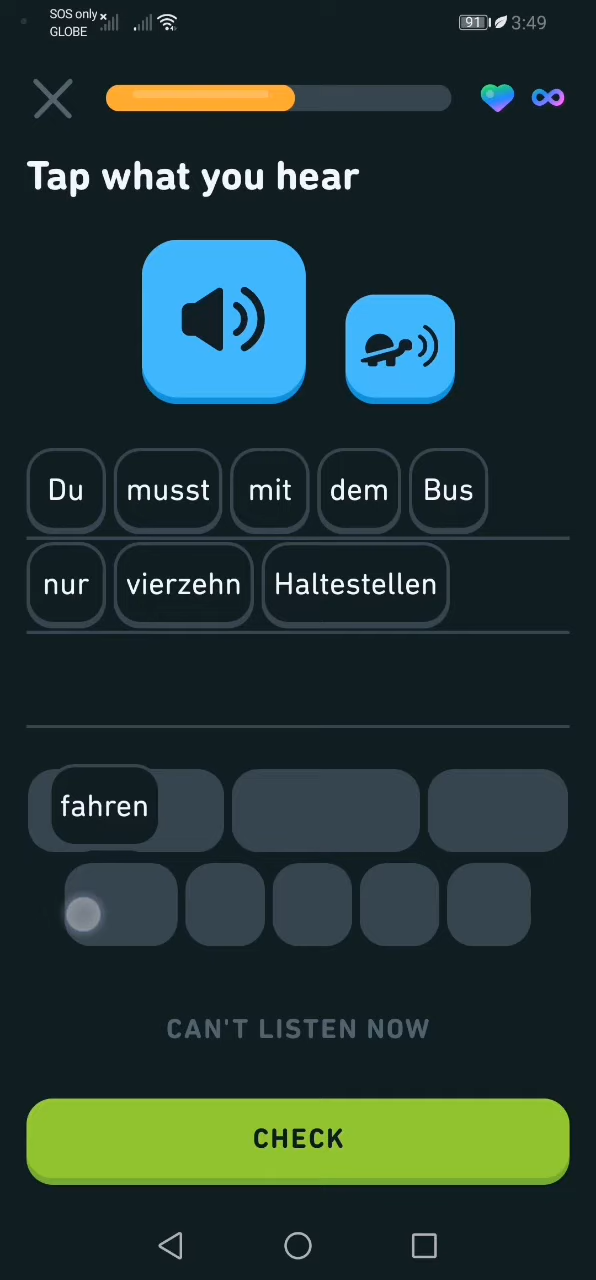 SOS only
GLOBE
91
3:49
Tap what you hear
Du musst mit dem Bus
nur vierzehn Haltestellen
fahren
CAN'T LISTEN NOW
CHECK